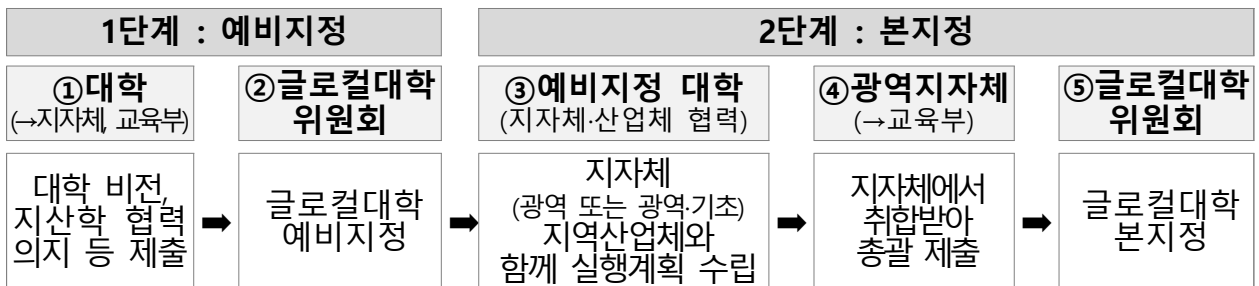 1단계 : 예비지정
2단계 : 본지정
①대학
(→지자체, 교육부)
②글로컬대학
위원회
③예비지정 대학
(지자체·산업체 협력)
④광역지자체
(→교육부)
⑤글로컬대학
위원회
대학 비전,
지산학 협력
의지 등 제출
➡
글로컬대학
예비지정
➡
지자체
(광역 또는 광역·기초)
지역산업체와
함께 실행계획 수립
➡
지자체에서
취합받아
총괄 제출
➡
글로컬대학
본지정